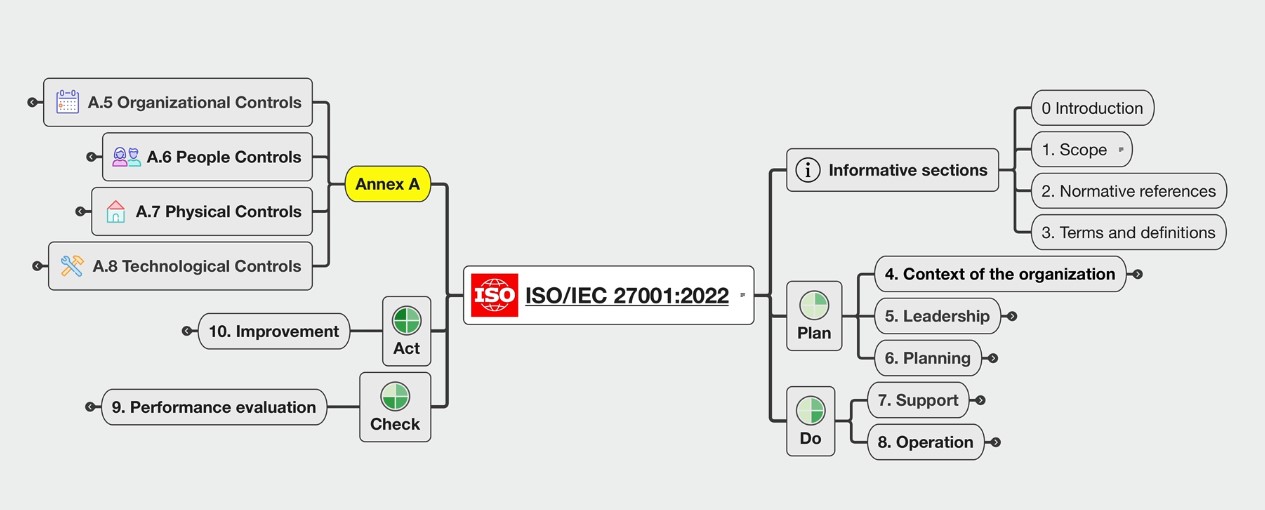 A.5 Organizational Controls
A.6 People Controls
A.7 Physical Controls
A.8 Technological Controls
Annex A
10. Improvement
Act
9. Performance evaluation
Check
ISO
ISO/IEC 27001:2022
Informative sections
0 Introduction
1. Scope
2. Normative references
3. Terms and definitions
Plan
4. Context of the organization
5. Leadership
6. Planning
Do
7. Support
8. Operation